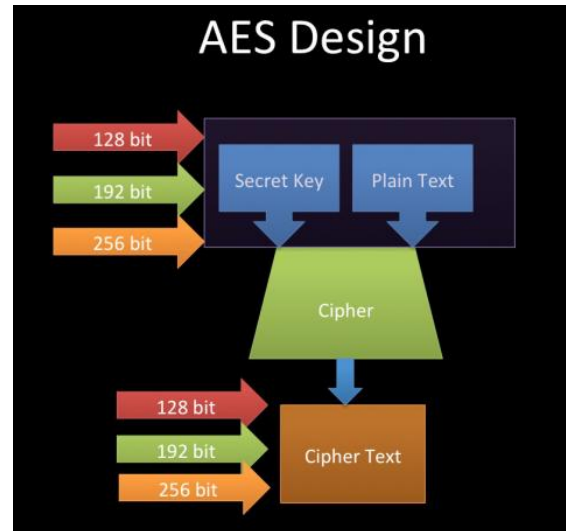 AES Design
128 bit
192 bit
256 bit
Secret Key
Plain Text
Cipher
128 bit
192 bit
256 bit
Cipher Text